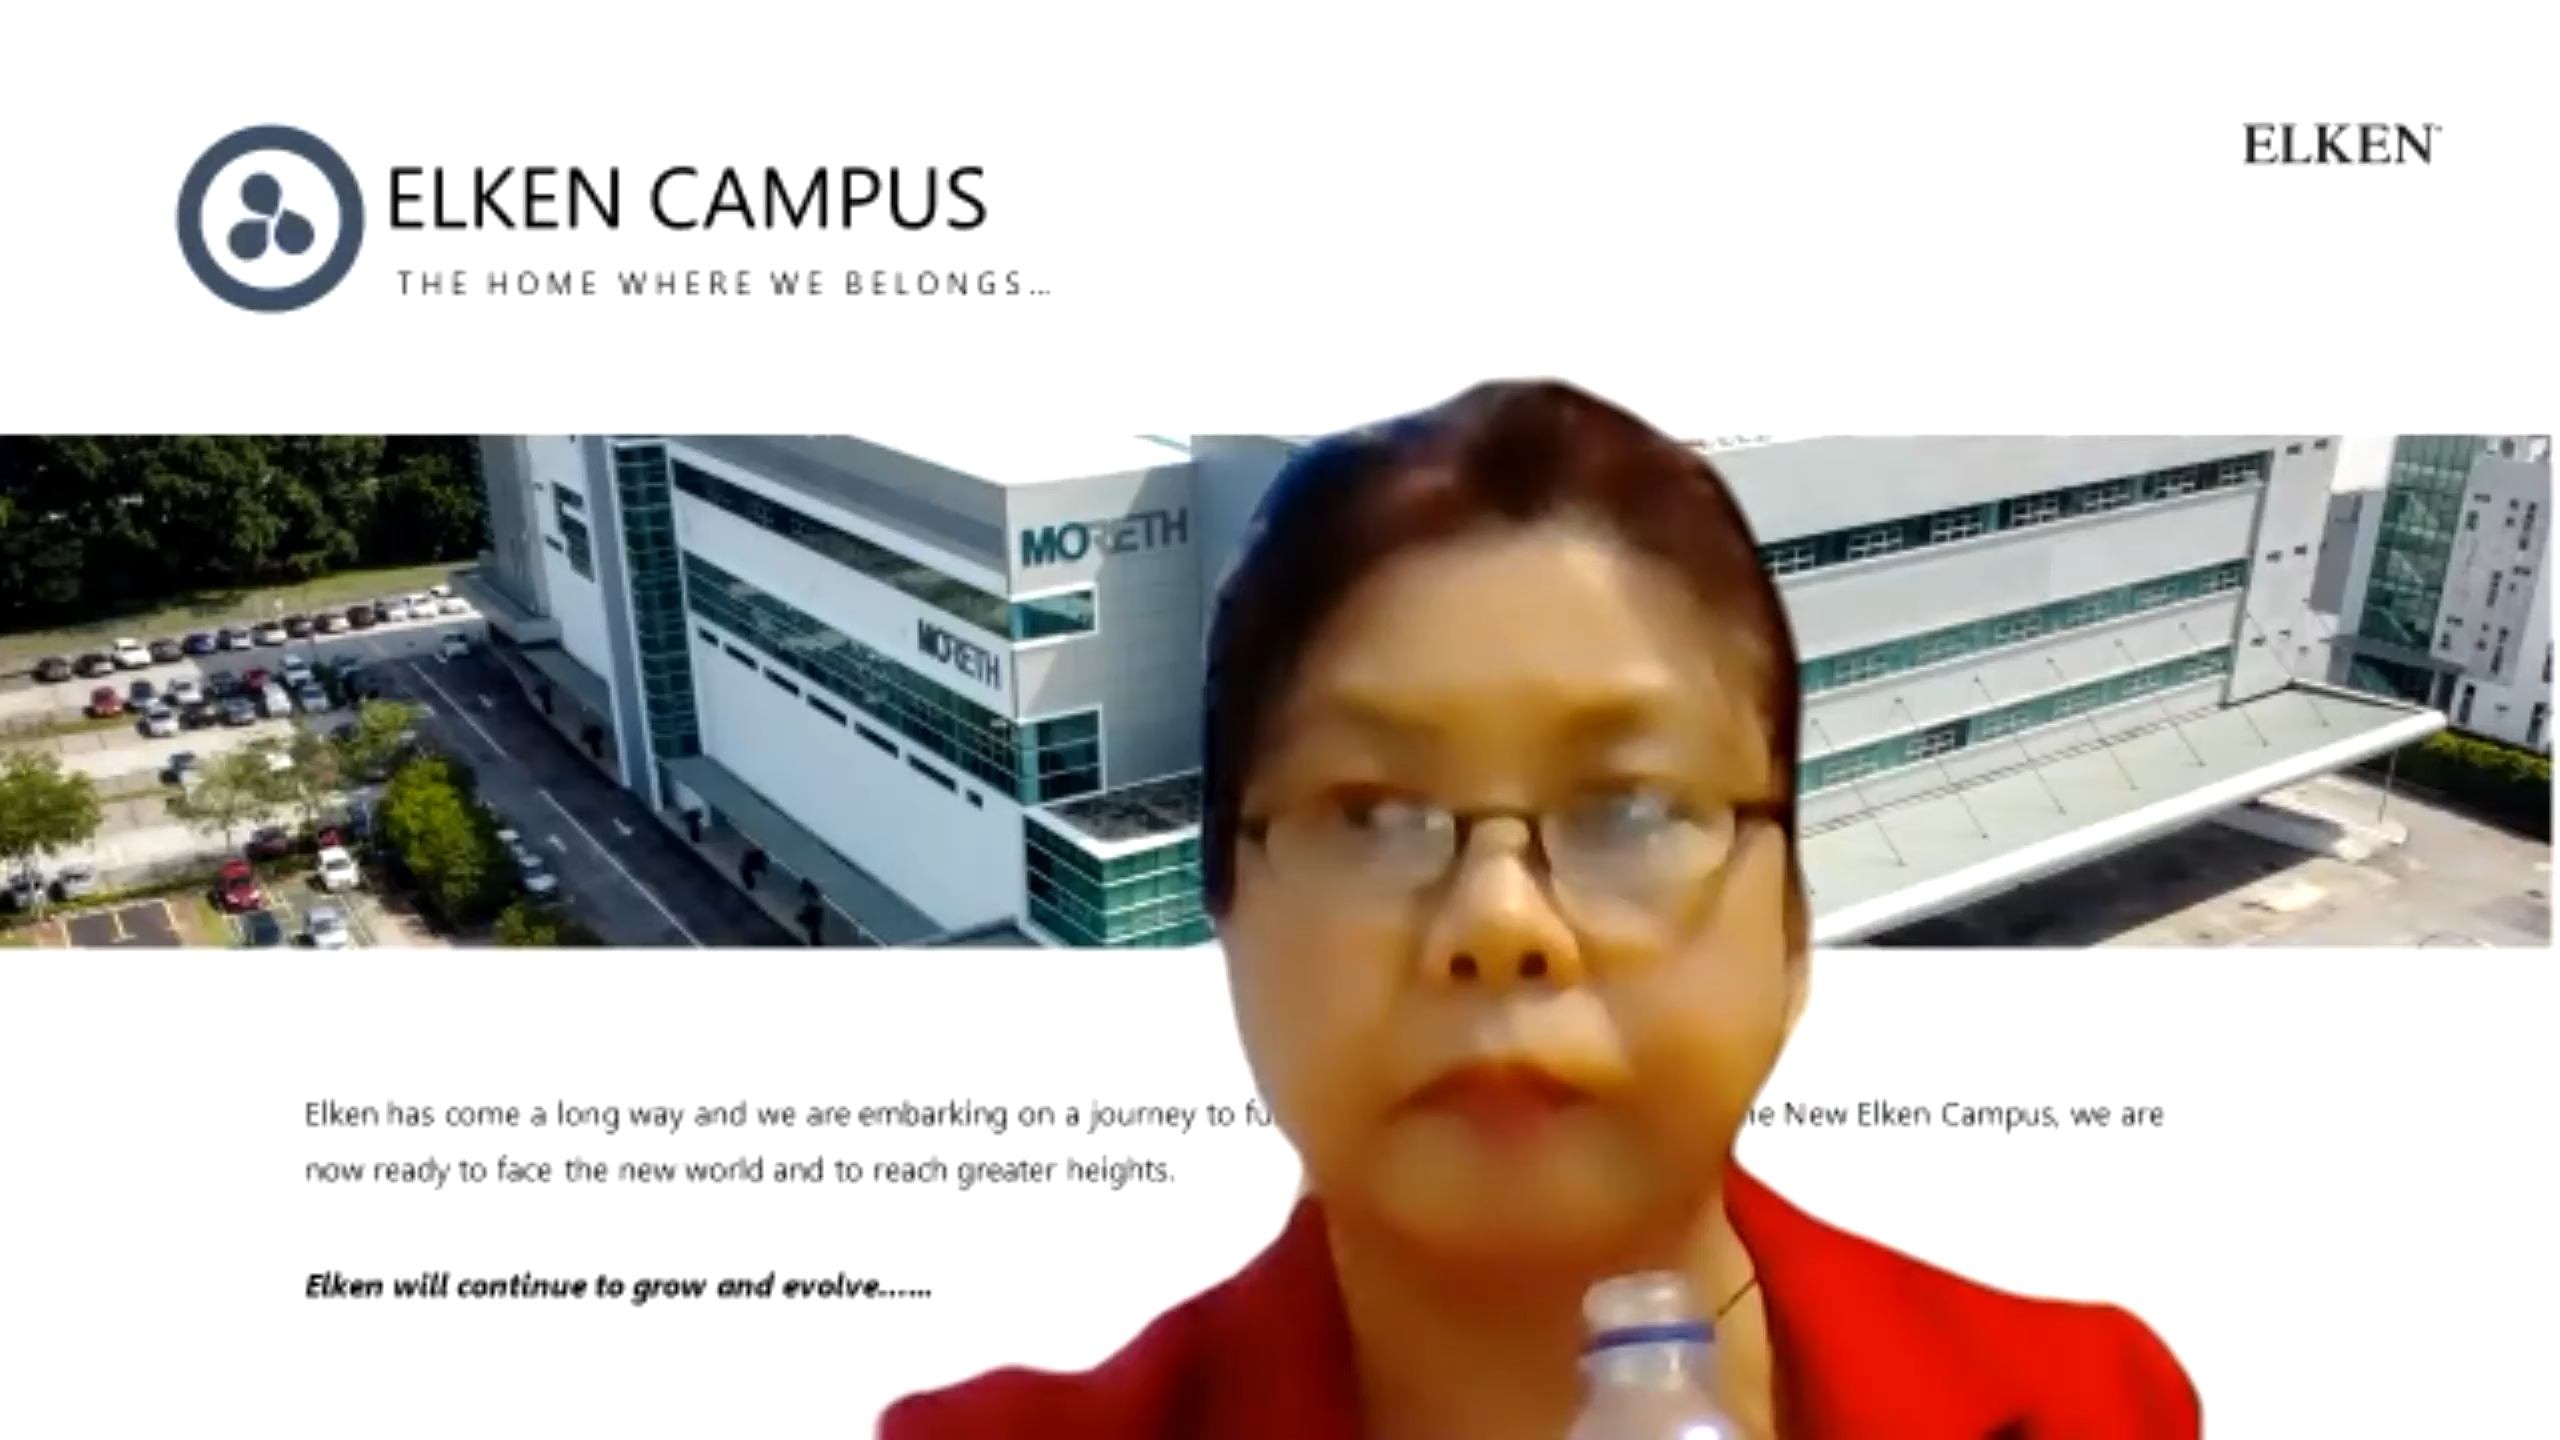 ELKEN
ELKEN CAMPUS
THE HOME WHERE WE BELONGS...
MORETH
MORETH
Elken has come a long way and we are embarking on a journey to New Elken Campus, we are
now ready to face the new world and to reach greater heights.
Elken will continue to grow and evolve......